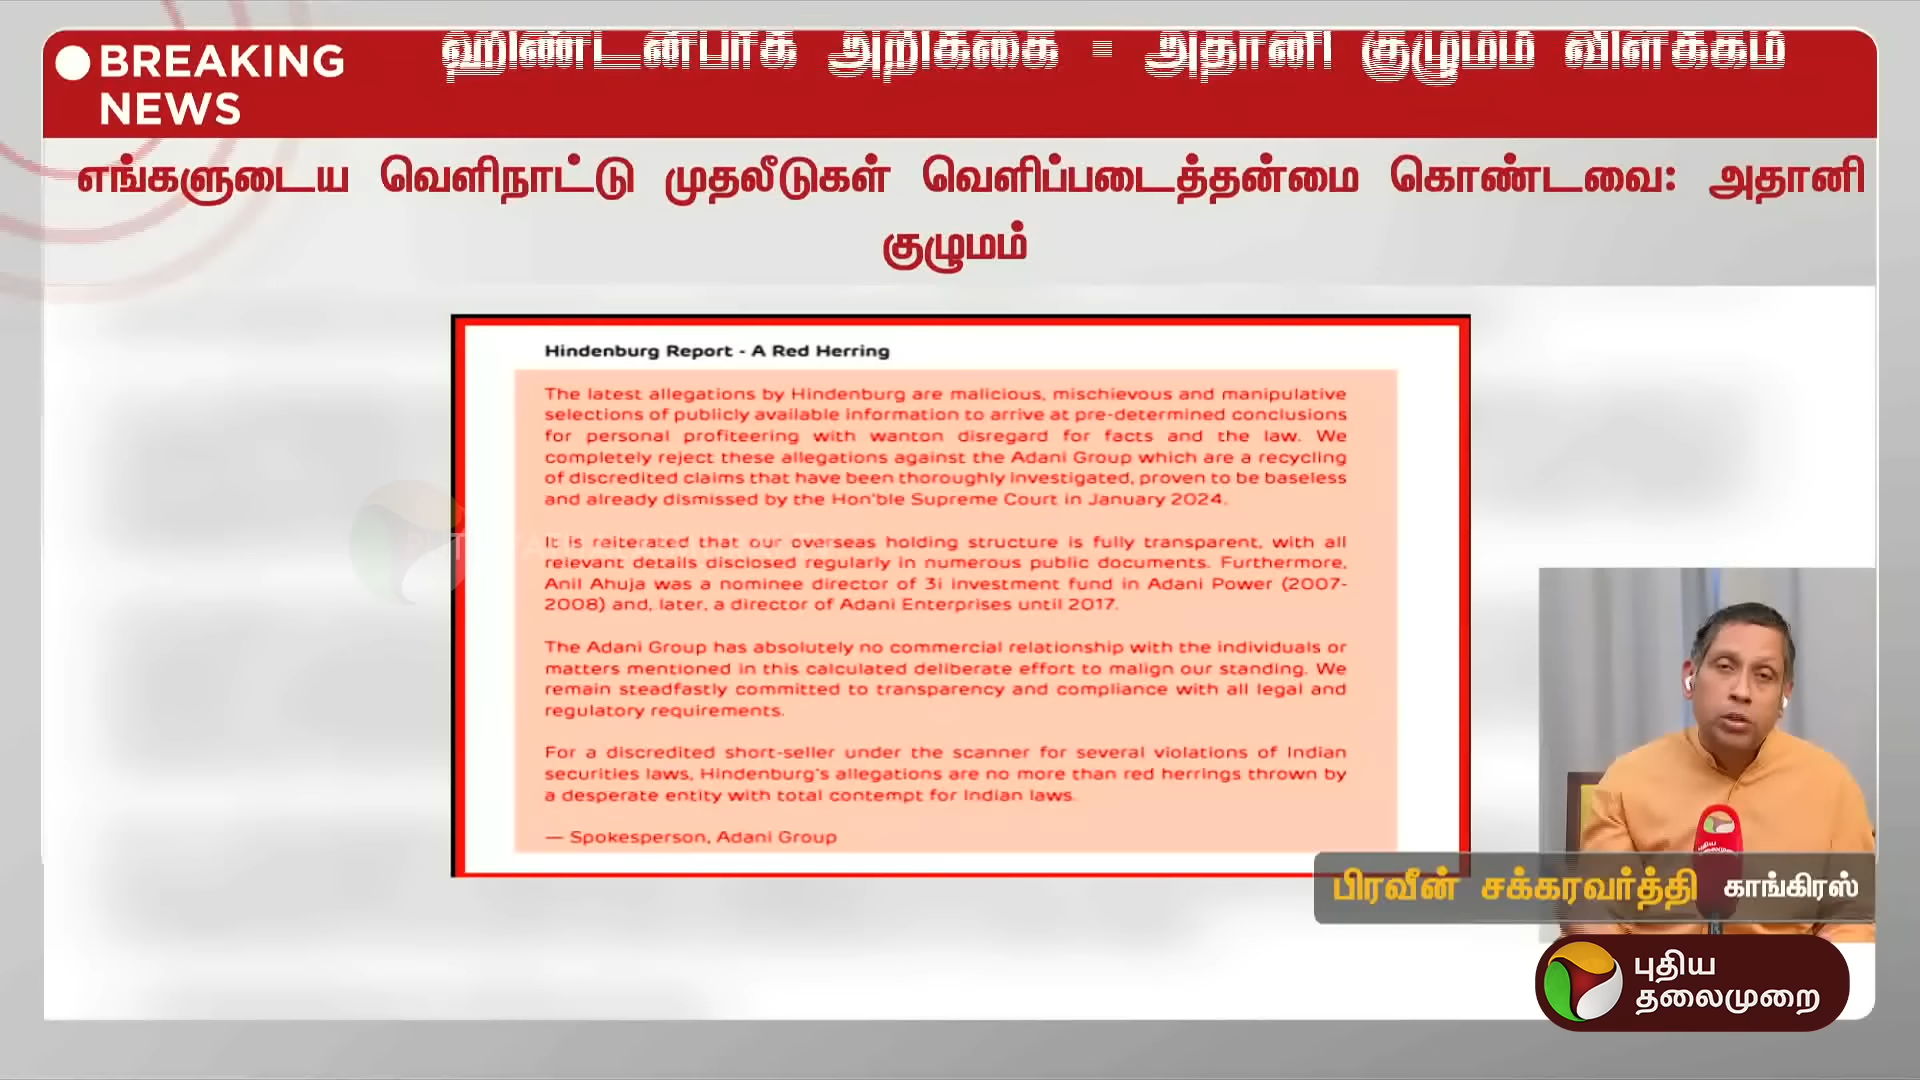 BREAKING
NEWS
ஹிண்டன்பர்க் அறிக்கை - அதானி குழுமம் விளக்கம்
எங்களுடைய வெளிநாட்டு முதலீடுகள் வெளிப்படைத்தன்மை கொண்டவை: அதானி
குழுமம்
Hindenburg Report - A Red Herring
The latest allegations by Hindenburg are malicious, mischievous and manipulative
selections of publicly available information to arrive at pre-determined conclusions
for personal profiteering with wanton disregard for facts and the law. We
completely reject these allegations against the Adani Group which are a recycling
of discredited claims that have been thoroughly investigated, proven to be baseless
and already dismissed by the Hon'ble Supreme Court in January 2024.
It is reiterated that our overseas holding structure is fully transparent, with all
relevant details disclosed regularly in numerous public documents. Furthermore,
Anil Ahuja was a nominee director of 3i investment fund in Adani Power (2007-
2008) and, later, a director of Adani Enterprises until 2017.
The Adani Group has absolutely no commercial relationship with the individuals or
matters mentioned in this calculated deliberate effort to malign our standing. We
remain steadfastly committed to transparency and compliance with all legal and
regulatory requirements.
For a discredited short-seller under the scanner for several violations of Indian
securities laws, Hindenburg's allegations are no more than red herrings thrown by
a desperate entity with total contempt for Indian laws.
— Spokesperson, Adani Group
பிரவீன் சக்கரவர்த்தி காங்கிரஸ்
புதிய
தலைமுறை